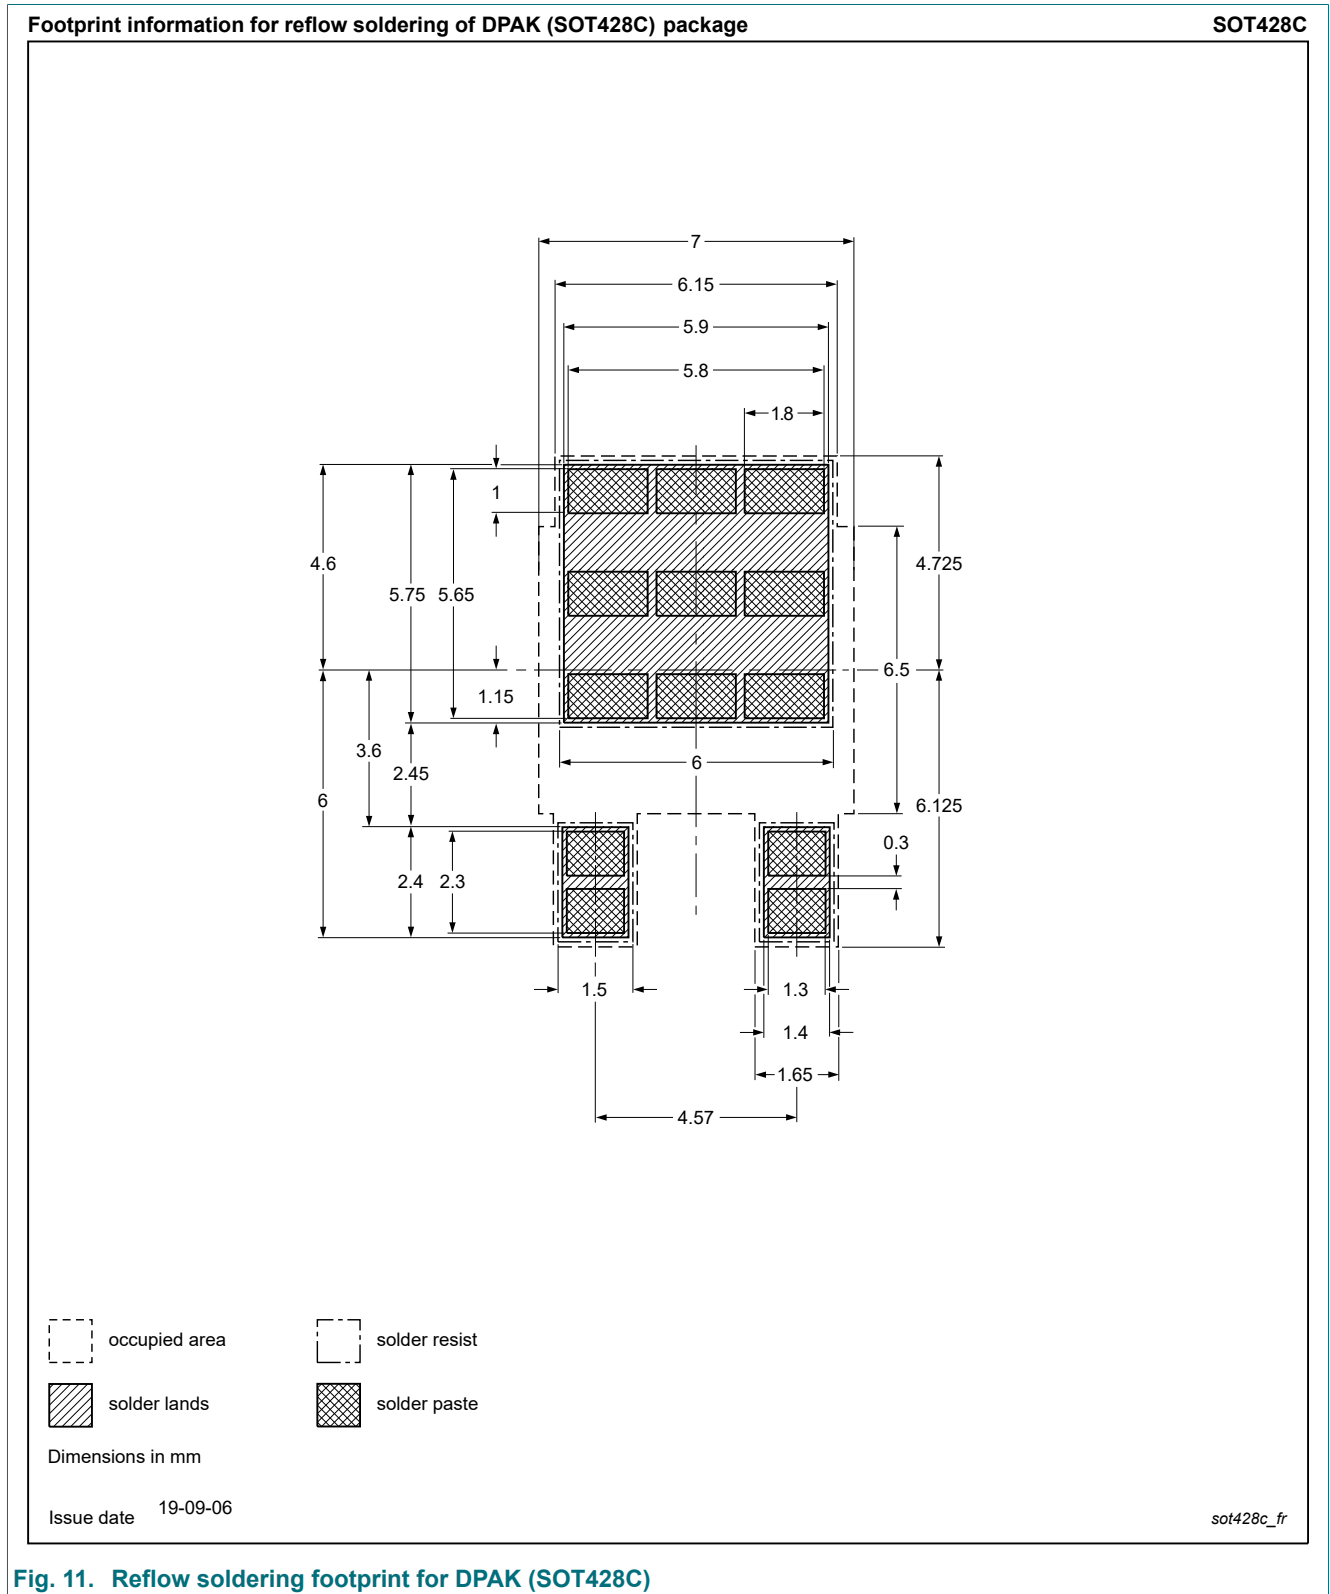 Footprint information for reflow soldering of DPAK (SOT428C) package SOT428C
7
6.15
5.9
5.8
1.8
1
4.6
4.725
5.75 5.65
6.5
1.15
3.6
6
2.45
6
6.125
0.3
2.4 2.3
1.5
1.3
1.4
1.65
4.57
occupied area
solder resist
solder lands
solder paste
Dimensions in mm
Issue date 19-09-06
sot428c_fr
Fig. 11. Reflow soldering footprint for DPAK (SOT428C)